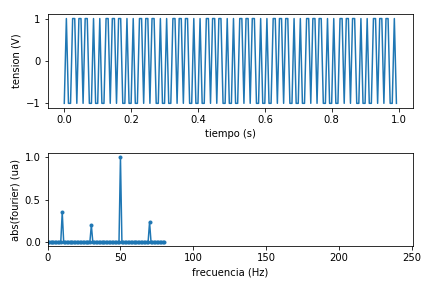 1
0
−1
tension (V)
0.0 0.2 0.4 0.6 0.8 1.0
tiempo (s)
1.0
0.5
0.0
abs(fourier) (ua)
0 50 100 150 200 250
frecuencia (Hz)